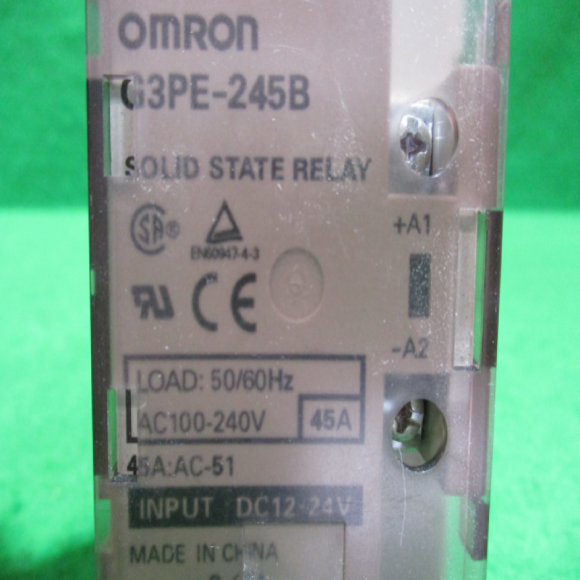 OMRON
G3PE-245B
SOLID STATE RELAY
SA®
EN60947-4-3
+A1
CE
-A2
LOAD: 50/60Hz
AC100-240V 45A
45A:AC-51
INPUT DC12-24V
MADE IN CHINA